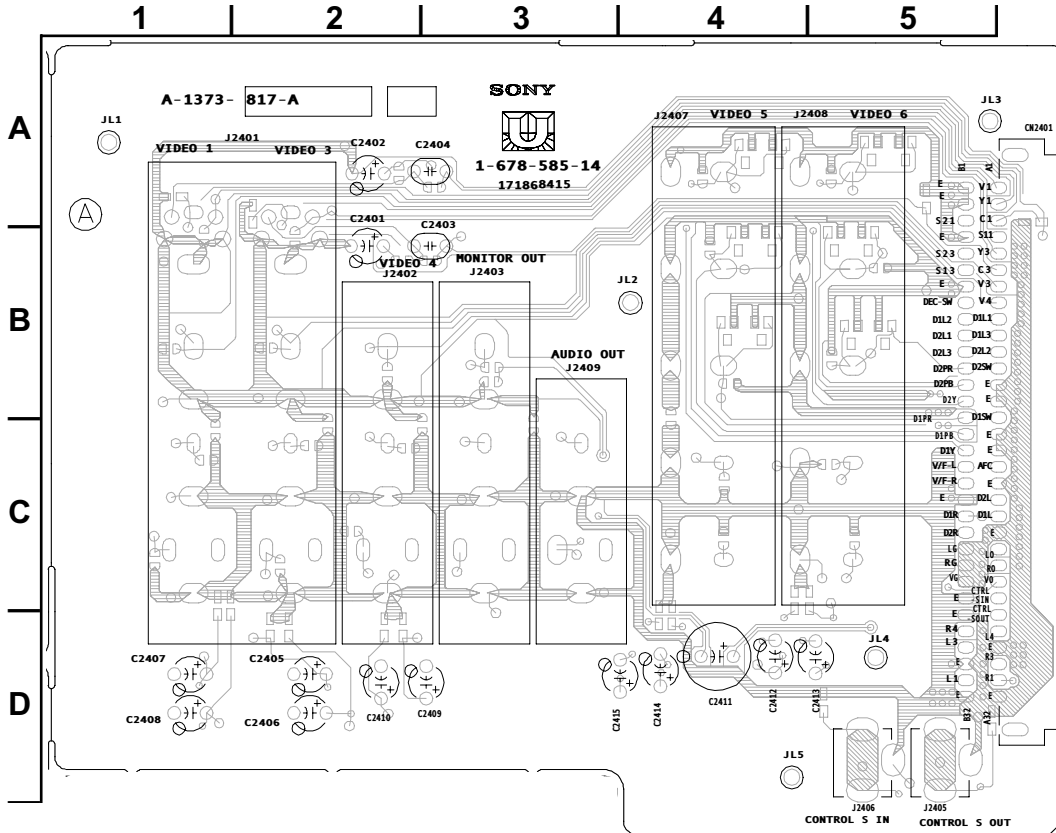 1 2 3 4 5
A
B
C
D
A-1373- 817-A
SONY
1-678-585-14
171868415
JL1
J2401
VIDEO 1
VIDEO 3
C2402
C2404
J2407
VIDEO 5
J2408
VIDEO 6
JL3
CN2401
A
C2401
C2403
VIDEO 4
J2402
MONITOR OUT
J2403
JL2
AUDIO OUT
J2409
B1
A1
E
E
V1
Y1
S21
C1
E
S11
S23
Y3
S13
C3
E
V3
DEC-SW
V4
D1L2
D1L1
D2L1
D1L3
D2L3
D2L2
D2PR
D2SW
D2PB
E
D2Y
E
D1PR
D1SW
D1PB
E
D1Y
E
V/F-L
AFC
V/F-R
E
E
D2L
D1R
D1L
D2R
E
LG
LO
RG
RO
VG
VO
CTRL
-SIN
E
CTRL
-SOUT
E
R4
L4
L3
E
E
R3
L1
R1
E
E
B32
A32
C2407
C2405
C2408
C2406
C2410
C2409
C2415
C2414
C2411
C2412
C2413
JL4
JL5
J2406
J2405
CONTROL S IN
CONTROL S OUT